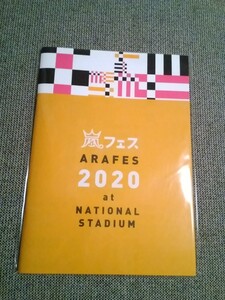 嵐フェス
ARAFES
2020
at
NATIONAL
STADIUM